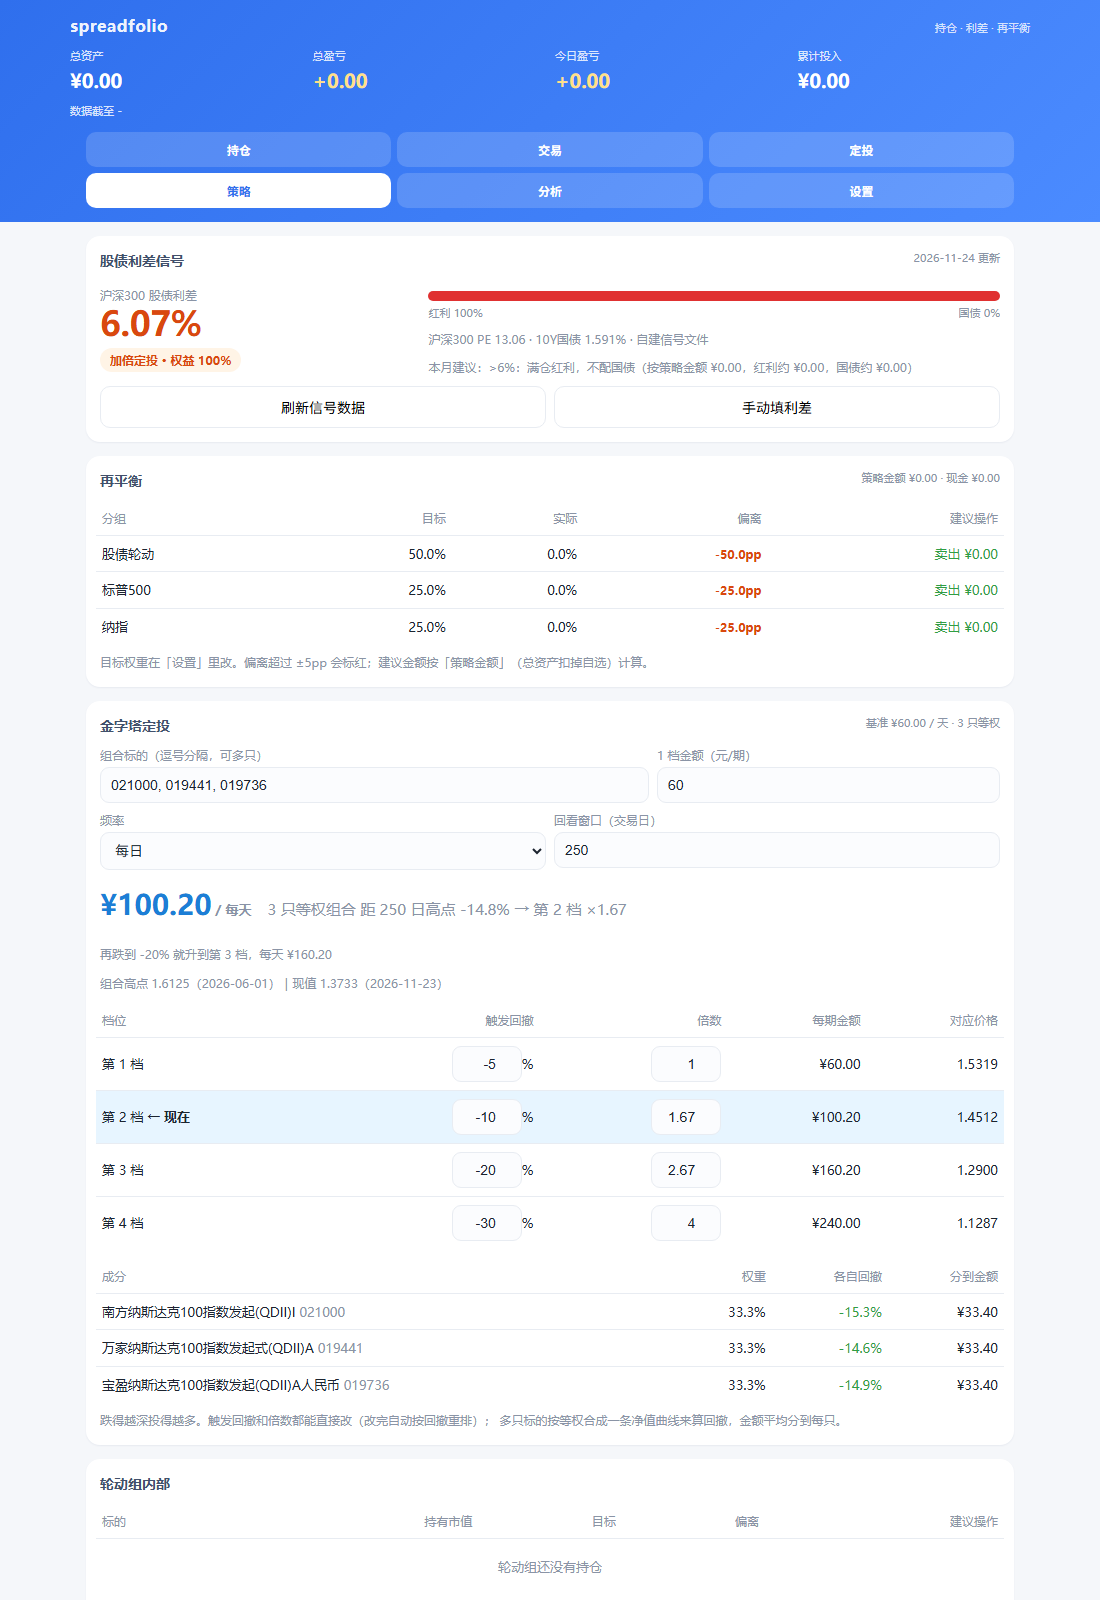 spreadfolio
持仓 · 利差 · 再平衡
总资产 总盈亏 今日盈亏 累计投入
¥0.00 +0.00 +0.00 ¥0.00
数据截至 -
持仓 交易 定投
策略 分析 设置
股债利差信号
2026-11-24 更新
沪深300 股债利差
6.07%
加倍定投 • 权益 100%
红利 100% 国债 0%
沪深300 PE 13.06 · 10Y国债 1.591% · 自建信号文件
本月建议：>6%：满仓红利，不配国债（按策略金额 ¥0.00，红利约 ¥0.00，国债约 ¥0.00）
刷新信号数据 手动填利差
再平衡
策略金额 ¥0.00 · 现金 ¥0.00
分组 目标 实际 偏离 建议操作
股债轮动 50.0% 0.0% -50.0pp 卖出 ¥0.00
标普500 25.0% 0.0% -25.0pp 卖出 ¥0.00
纳指 25.0% 0.0% -25.0pp 卖出 ¥0.00
目标权重在「设置」里改。偏离超过 ±5pp 会标红；建议金额按「策略金额」（总资产扣掉自选）计算。
金字塔定投
基准 ¥60.00 / 天 · 3 只等权
组合标的（逗号分隔，可多只） 1 档金额（元/期）
021000, 019441, 019736 60
频率 回看窗口（交易日）
每日 250
¥100.20 / 每天 3 只等权组合 距 250 日高点 -14.8% → 第 2 档 ×1.67
再跌到 -20% 就升到第 3 档，每天 ¥160.20
组合高点 1.6125（2026-06-01） | 现值 1.3733（2026-11-23）
档位 触发回撤 倍数 每期金额 对应价格
第 1 档 -5 % 1 ¥60.00 1.5319
第 2 档 ← 现在 -10 % 1.67 ¥100.20 1.4512
第 3 档 -20 % 2.67 ¥160.20 1.2900
第 4 档 -30 % 4 ¥240.00 1.1287
成分 权重 各自回撤 分到金额
南方纳斯达克100指数发起(QDII)I 021000 33.3% -15.3% ¥33.40
万家纳斯达克100指数发起式(QDII)A 019441 33.3% -14.6% ¥33.40
宝盈纳斯达克100指数发起(QDII)A人民币 019736 33.3% -14.9% ¥33.40
跌得越深投得越多。触发回撤和倍数都能直接改（改完自动按回撤重排）； 多只标的按等权合成一条净值曲线来算回撤，金额平均分到每只。
轮动组内部
标的 持有市值 目标 偏离 建议操作
轮动组还没有持仓